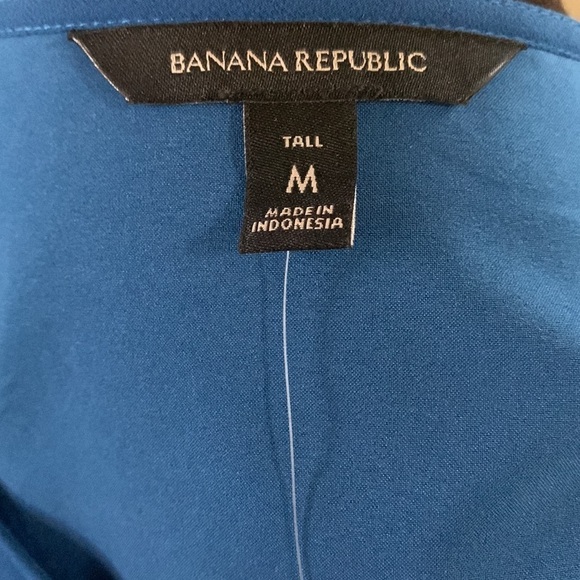 BANANA REPUBLIC
TALL
M
MADE IN
INDONESIA